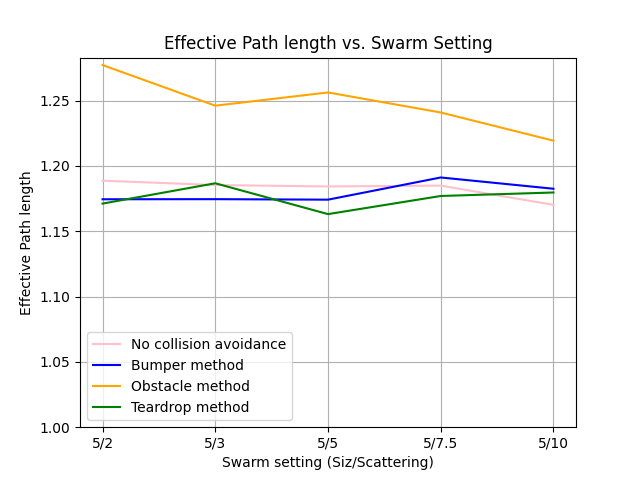 Effective Path length vs. Swarm Setting
Effective Path length
1.25
1.20
1.15
1.10
1.05
1.00
No collision avoidance
Bumper method
Obstacle method
Teardrop method
5/2 5/3 5/5 5/7.5 5/10
Swarm setting (Siz/Scattering)